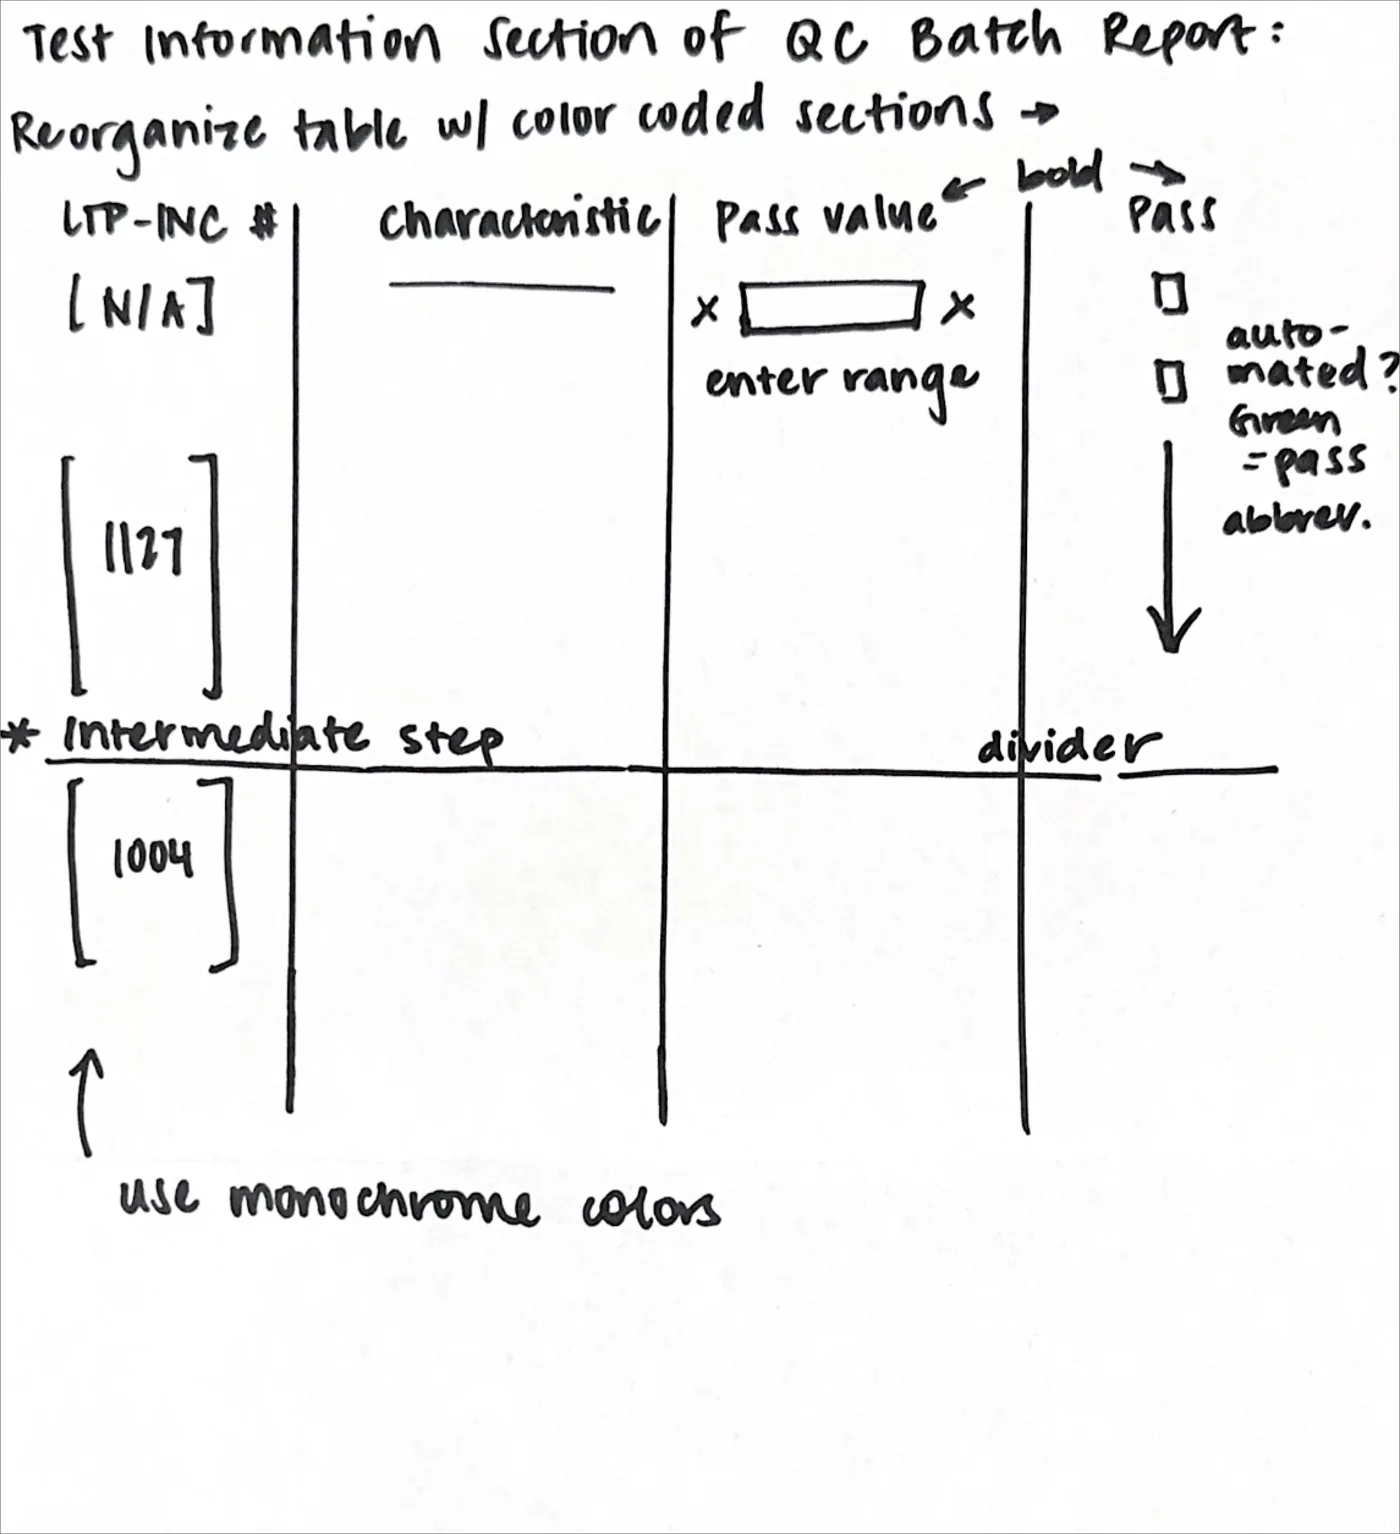 Test Information Section of QC Batch Report:
Reorganize table w/ color coded sections →
← bold →
LTP-INC # Characteristic Pass value Pass
[N/A] x x
enter range
auto-
mated?
Green
= pass
abbrev.
[1127]
* Intermediate step divider
[1004]
use monochrome colors